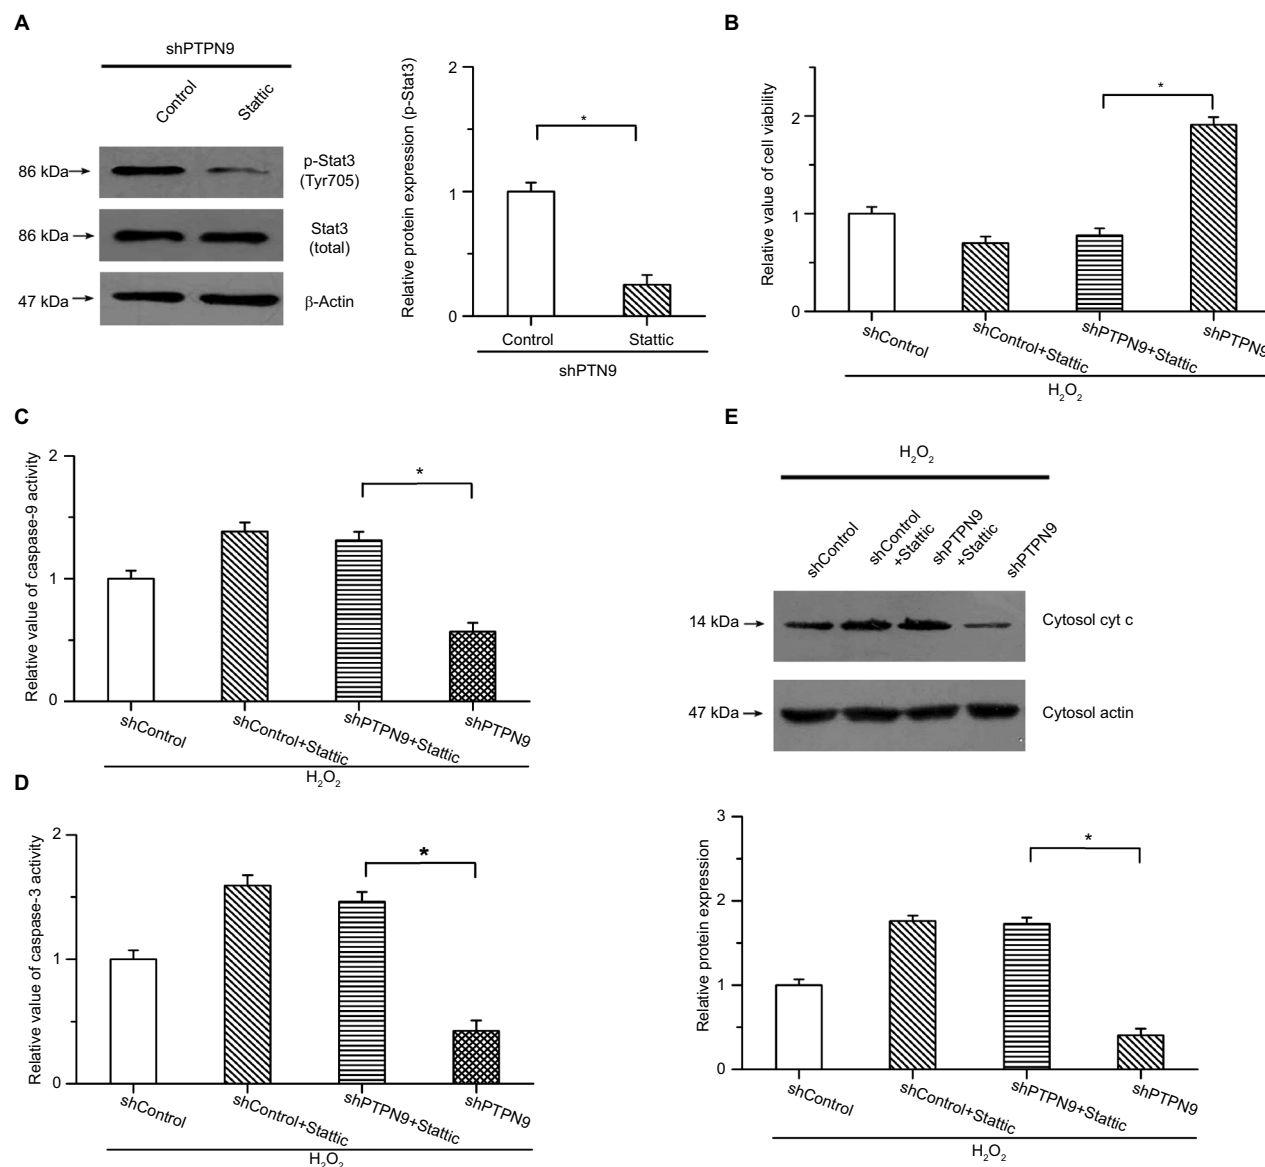 A
shPTPN9
Control
Stattic
86 kDa
p-Stat3
(Tyr705)
86 kDa
Stat3
(total)
47 kDa
β-Actin
Relative protein expression (p-Stat3)
2
1
0
*
Control
Stattic
shPTN9
B
Relative value of cell viability
2
1
0
*
shControl
shControl+Stattic
shPTPN9+Stattic
shPTPN9
H2O2
C
Relative value of caspase-9 activity
2
1
0
*
shControl
shControl+Stattic
shPTPN9+Stattic
shPTPN9
H2O2
D
Relative value of caspase-3 activity
2
1
0
*
shControl
shControl+Stattic
shPTPN9+Stattic
shPTPN9
H2O2
E
H2O2
shControl
shControl
+Stattic
shPTPN9
+Stattic
shPTPN9
14 kDa
Cytosol cyt c
47 kDa
Cytosol actin
Relative protein expression
3
2
1
0
*
shControl
shControl+Stattic
shPTPN9+Stattic
shPTPN9
H2O2